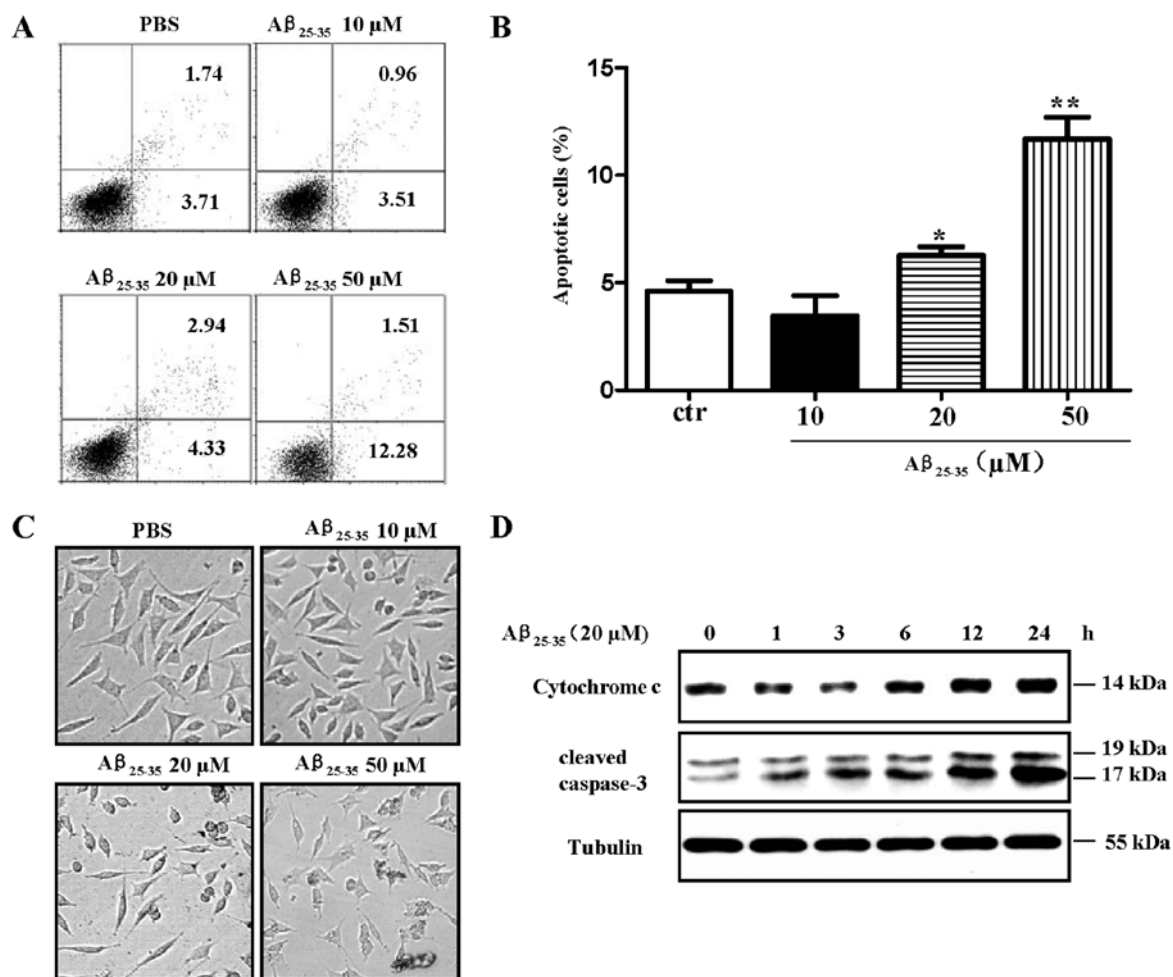 A
PBS
Aβ25-35 10 μM
1.74
0.96
3.71
3.51
Aβ25-35 20 μM
Aβ25-35 50 μM
2.94
1.51
4.33
12.28
B
Apoptotic cells (%)
15
10
5
0
**
*
ctr
10
20
50
Aβ25-35 (μM)
C
PBS
Aβ25-35 10 μM
Aβ25-35 20 μM
Aβ25-35 50 μM
D
Aβ25-35 (20 μM) 0 1 3 6 12 24 h
Cytochrome c
14 kDa
cleaved
caspase-3
19 kDa
17 kDa
Tubulin
55 kDa